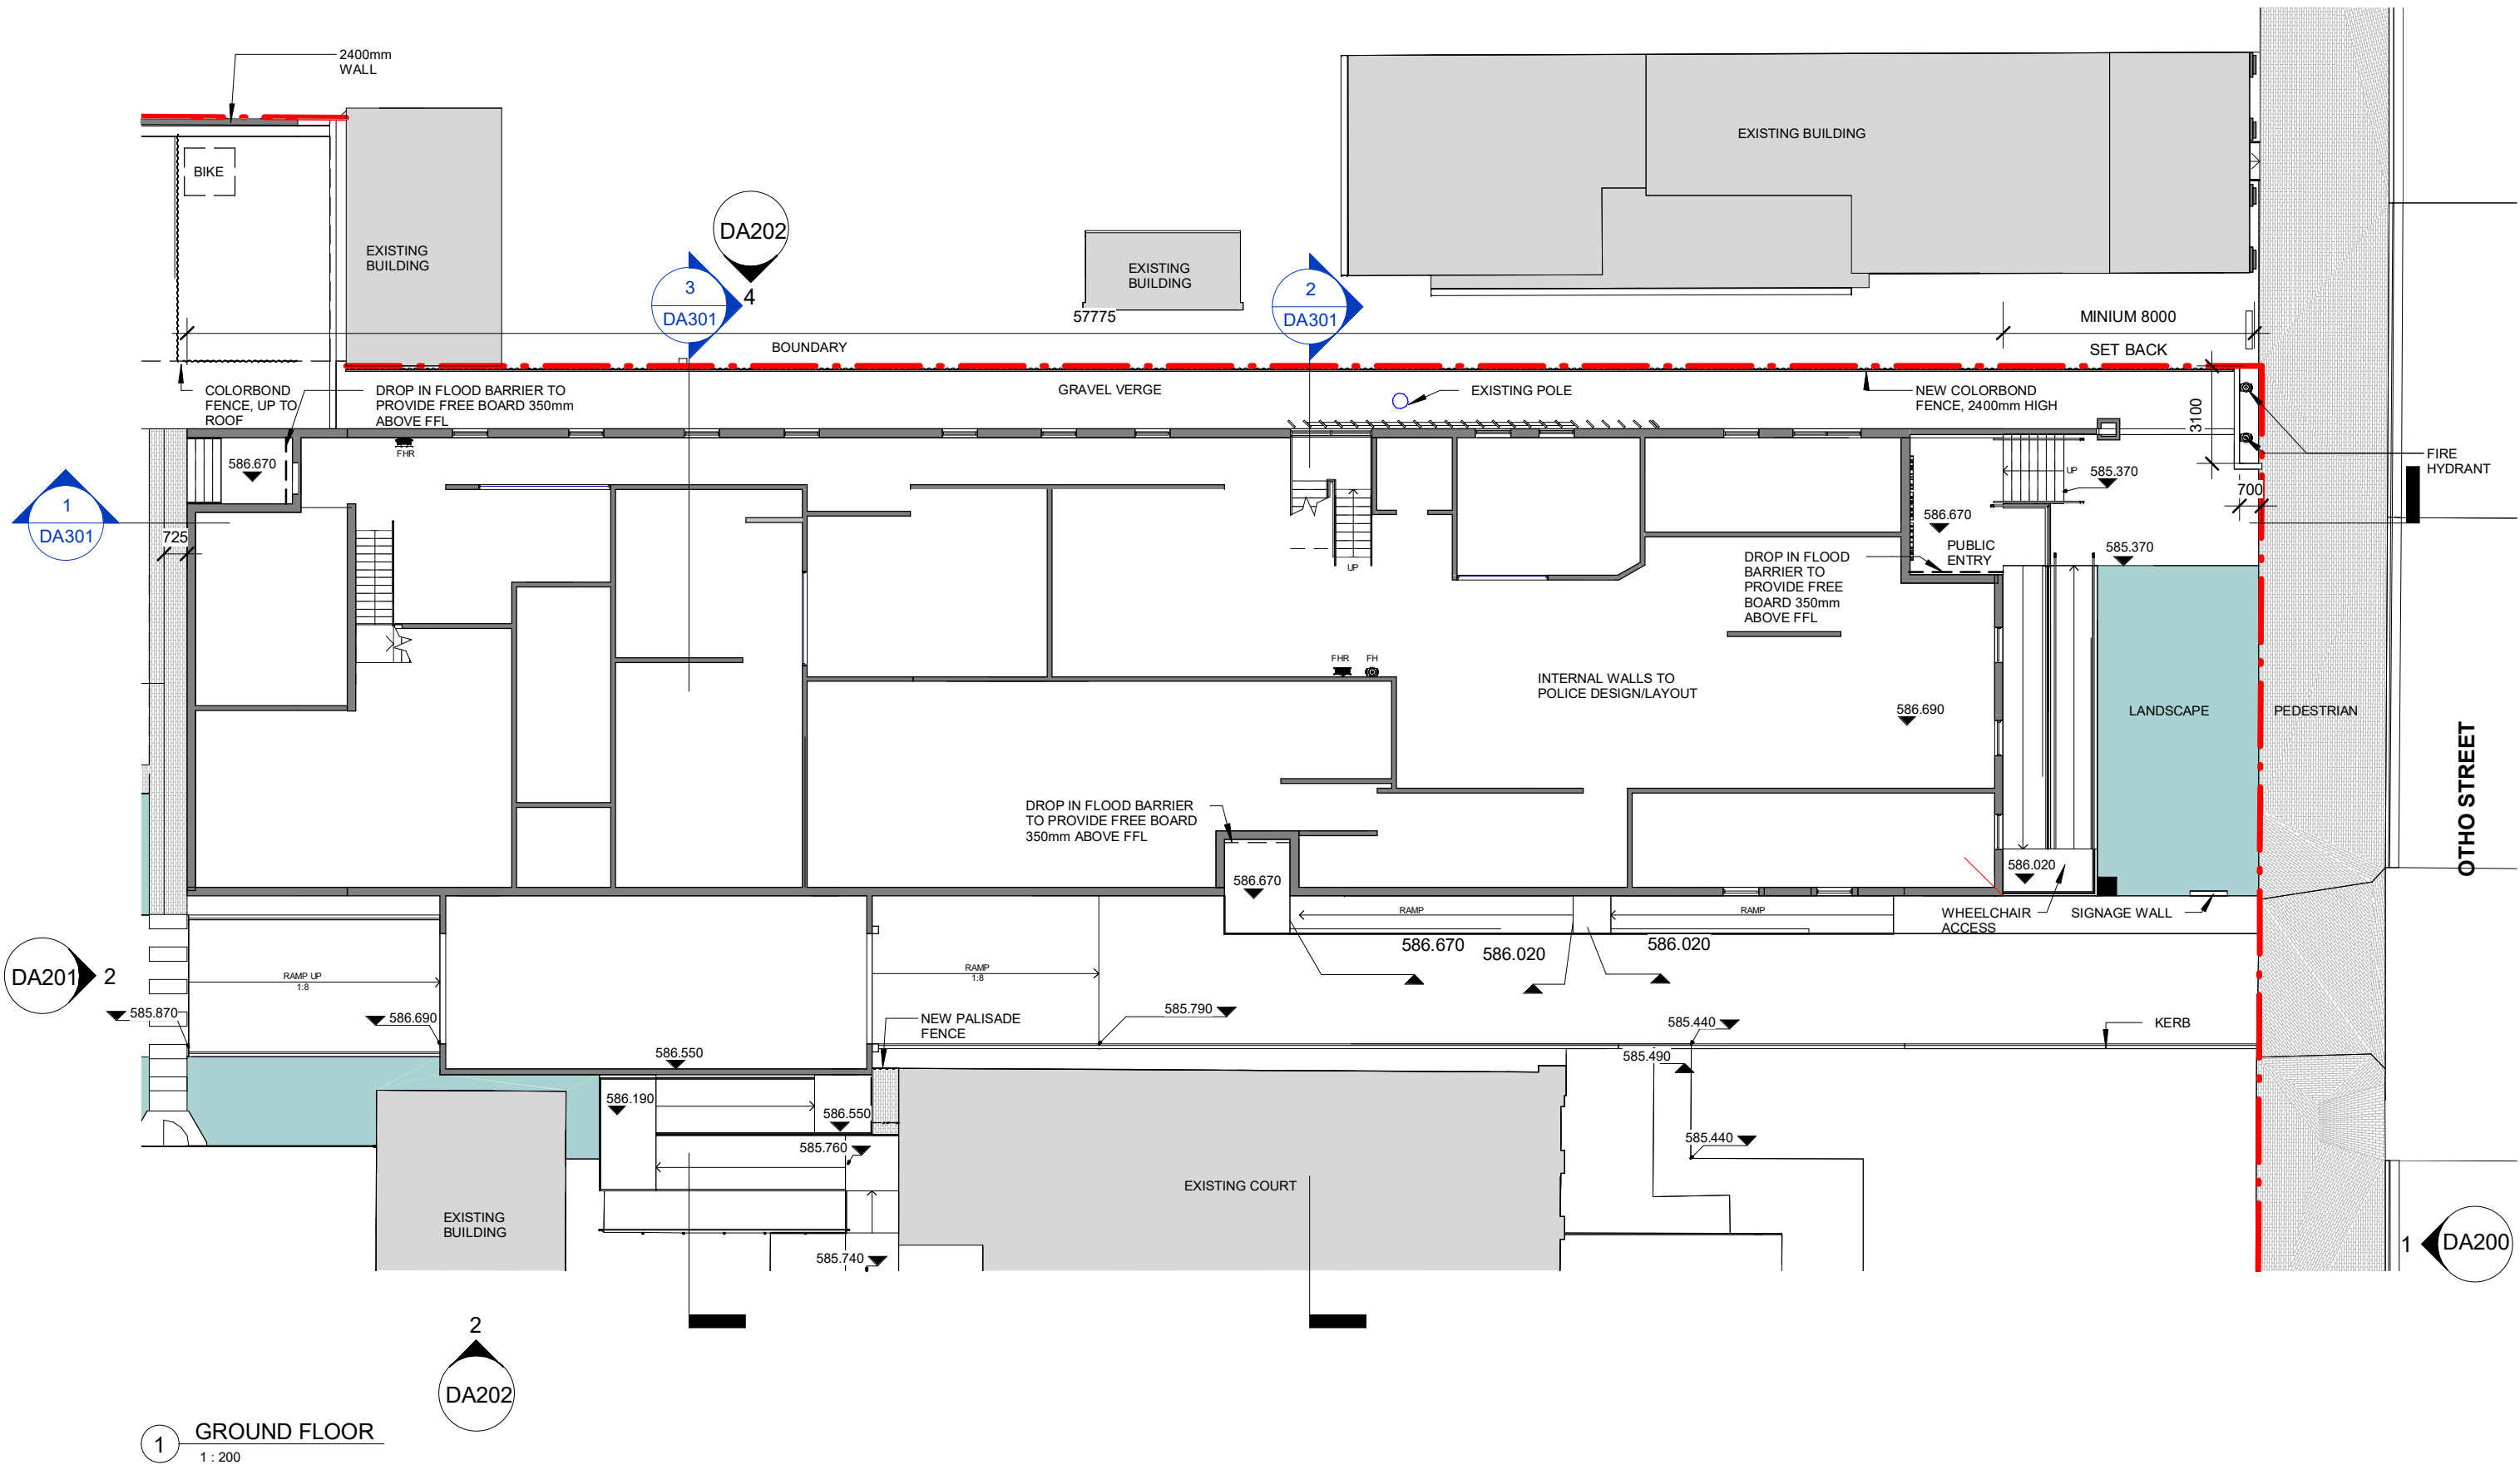 2400mm
WALL
BIKE
EXISTING
BUILDING
DA202
4
3
DA301
EXISTING
BUILDING
57775
2
DA301
EXISTING BUILDING
MINIUM 8000
SET BACK
BOUNDARY
COLORBOND
FENCE, UP TO
ROOF
DROP IN FLOOD BARRIER TO
PROVIDE FREE BOARD 350mm
ABOVE FFL
GRAVEL VERGE
EXISTING POLE
NEW COLORBOND
FENCE, 2400mm HIGH
3100
FIRE
HYDRANT
FHR
586.670
1
DA301
725
UP
585.370
700
586.670
PUBLIC
ENTRY
585.370
DROP IN FLOOD
BARRIER TO
PROVIDE FREE
BOARD 350mm
ABOVE FFL
UP
FHR
FH
INTERNAL WALLS TO
POLICE DESIGN/LAYOUT
586.690
LANDSCAPE
PEDESTRIAN
OTHO STREET
DROP IN FLOOD BARRIER
TO PROVIDE FREE BOARD
350mm ABOVE FFL
586.670
586.020
RAMP
RAMP
WHEELCHAIR
ACCESS
SIGNAGE WALL
586.670
586.020
586.020
DA201
2
RAMP UP
1:8
RAMP
1:8
585.870
586.690
NEW PALISADE
FENCE
585.790
585.440
KERB
586.550
585.490
586.190
586.550
585.760
585.440
EXISTING COURT
EXISTING
BUILDING
585.740
1
DA200
2
DA202
1
GROUND FLOOR
1 : 200